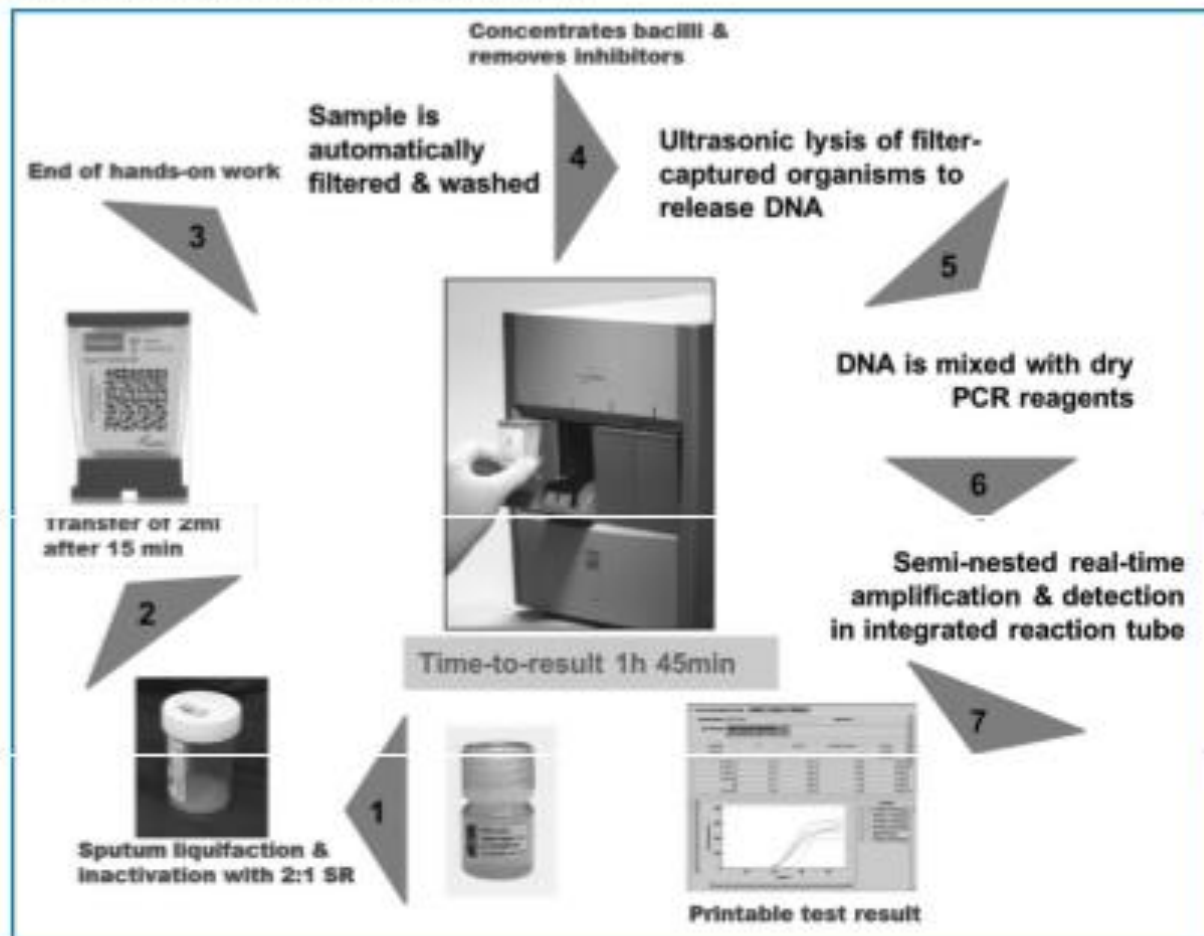 Concentrates bacilli &
removes inhibitors
Sample is
automatically
filtered & washed
4
Ultrasonic lysis of filter-
captured organisms to
release DNA
End of hands-on work
3
5
DNA is mixed with dry
PCR reagents
6
Transfer of 2ml
after 15 min
2
Semi-nested real-time
amplification & detection
in integrated reaction tube
Time-to-result 1h 45min
7
1
Sputum liquifaction &
inactivation with 2:1 SR
Printable test result